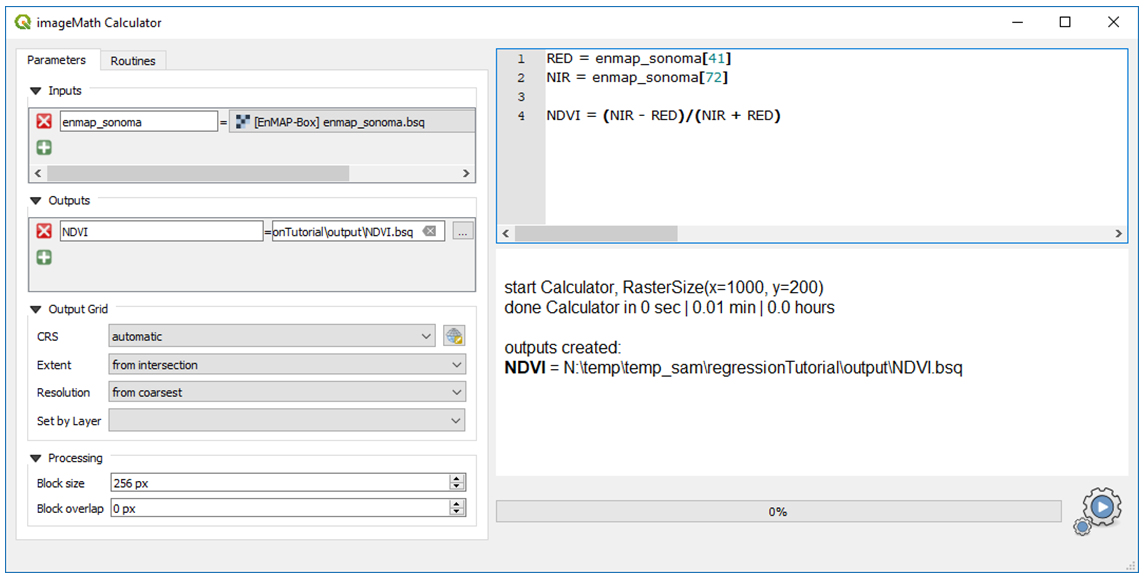 imageMath Calculator
Parameters
Routines
Inputs
enmap_sonoma
=
[EnMAP-Box] enmap_sonoma.bsq
Outputs
NDVI
=
onTutorial\output\NDVI.bsq
...
Output Grid
CRS
automatic
Extent
from intersection
Resolution
from coarsest
Set by Layer
Processing
Block size
256 px
Block overlap
0 px
1 RED = enmap_sonoma[41]
2 NIR = enmap_sonoma[72]
3
4 NDVI = (NIR - RED)/(NIR + RED)
start Calculator, RasterSize(x=1000, y=200)
done Calculator in 0 sec | 0.01 min | 0.0 hours
outputs created:
NDVI = N:\temp\temp_sam\regressionTutorial\output\NDVI.bsq
0%